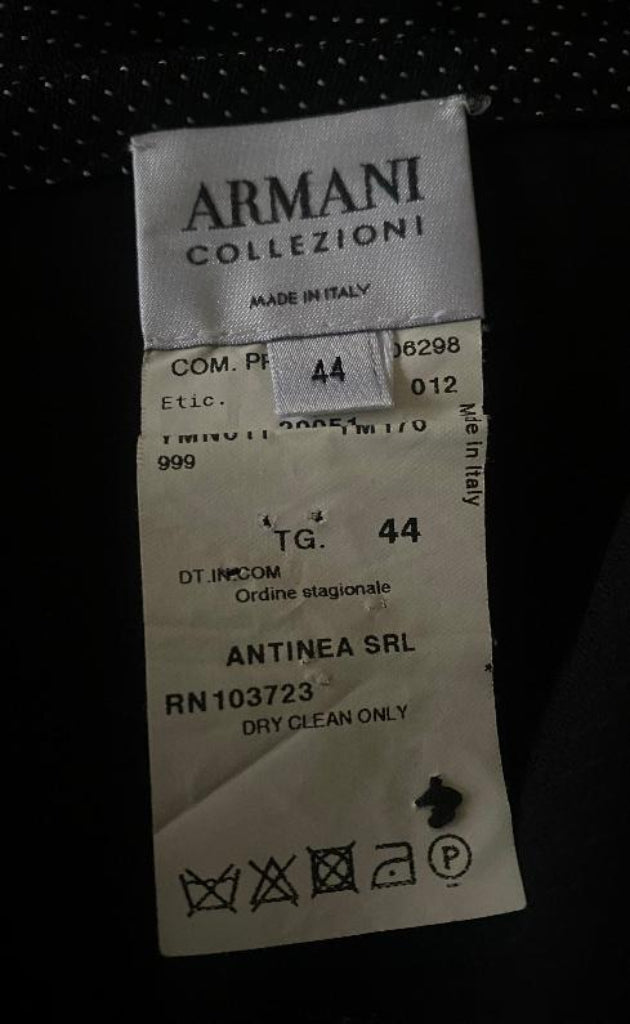 ARMANI
COLLEZIONI
MADE IN ITALY
44
COM. 06298
Etic. 012
999
Made in Italy
TG. 44
DT.IN.COM
Ordine stagionale
ANTINEA SRL
RN103723
DRY CLEAN ONLY
P